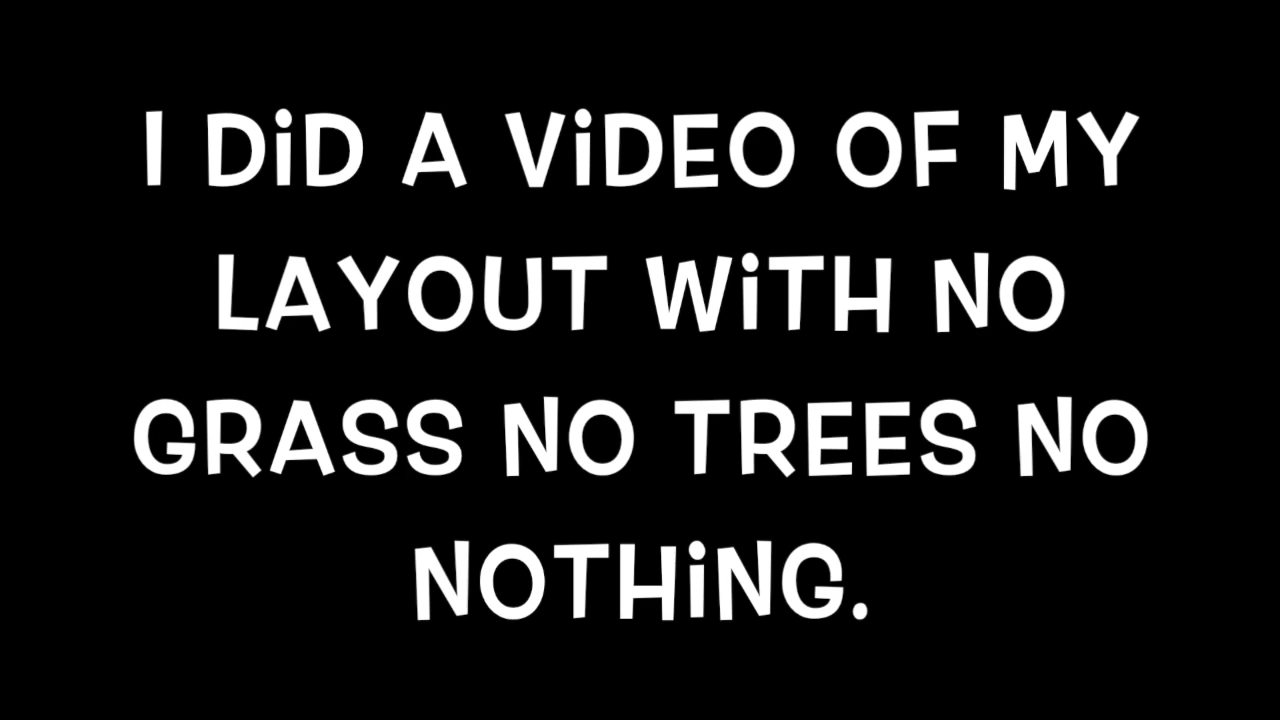 I DiD A ViDEO OF MY
LAYOUT WiTH NO
GRASS NO TREES NO
NOTHiNG.